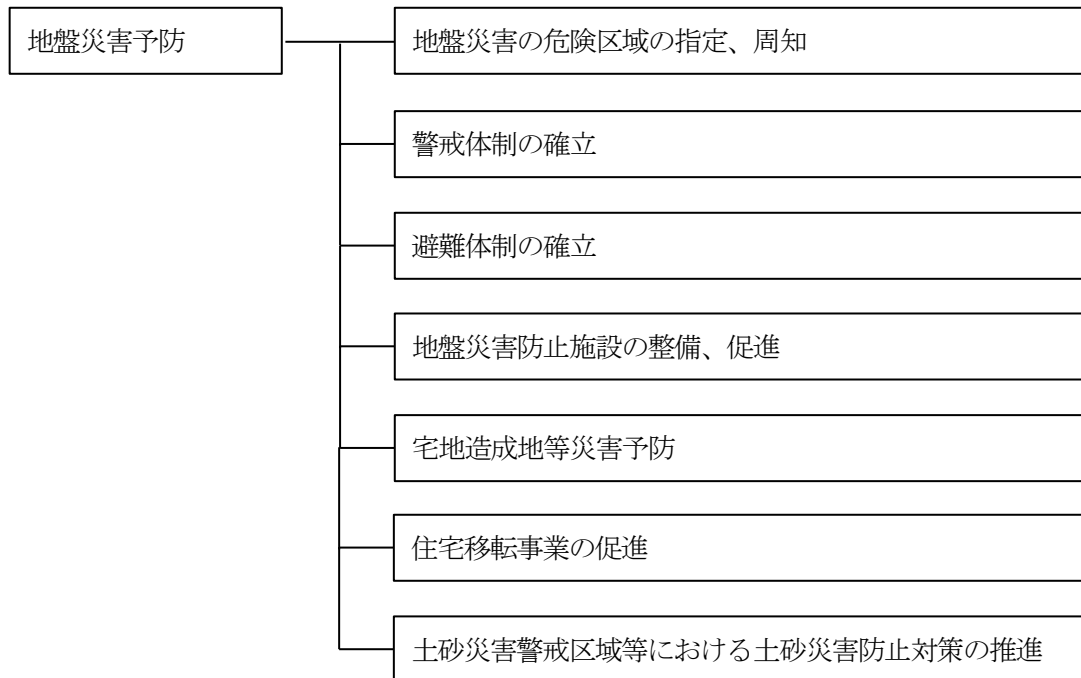 地盤災害予防
地盤災害の危険区域の指定、周知
警戒体制の確立
避難体制の確立
地盤災害防止施設の整備、促進
宅地造成地等災害予防
住宅移転事業の促進
土砂災害警戒区域等における土砂災害防止対策の推進